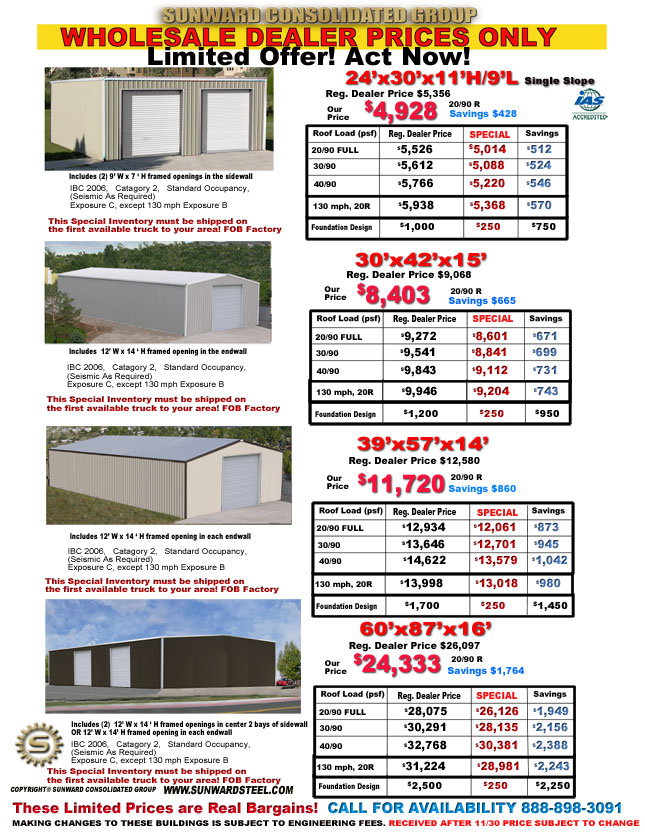 SUNWARD CONSOLIDATED GROUP
WHOLESALE DEALER PRICES ONLY
Limited Offer! Act Now!
24’x30’x11’H/9’L Single Slope
Reg. Dealer Price $5,356
Our Price $4,928 20/90 R Savings $428
IAS
ACCREDITED
Roof Load (psf) Reg. Dealer Price SPECIAL Savings
20/90 FULL $5,526 $5,014 $512
30/90 $5,612 $5,088 $524
40/90 $5,766 $5,220 $546
130 mph, 20R $5,938 $5,368 $570
Foundation Design $1,000 $250 $750
Includes (2) 9’ W x 7 ‘ H framed openings in the sidewall
IBC 2006, Catagory 2, Standard Occupancy,
(Seismic As Required)
Exposure C, except 130 mph Exposure B
This Special Inventory must be shipped on
the first available truck to your area! FOB Factory
30’x42’x15’
Reg. Dealer Price $9,068
Our Price $8,403 20/90 R Savings $665
Roof Load (psf) Reg. Dealer Price SPECIAL Savings
20/90 FULL $9,272 $8,601 $671
30/90 $9,541 $8,841 $699
40/90 $9,843 $9,112 $731
130 mph, 20R $9,946 $9,204 $743
Foundation Design $1,200 $250 $950
Includes 12’ W x 14 ‘ H framed opening in the endwall
IBC 2006, Catagory 2, Standard Occupancy,
(Seismic As Required)
Exposure C, except 130 mph Exposure B
This Special Inventory must be shipped on
the first available truck to your area! FOB Factory
39’x57’x14’
Reg. Dealer Price $12,580
Our Price $11,720 20/90 R Savings $860
Roof Load (psf) Reg. Dealer Price SPECIAL Savings
20/90 FULL $12,934 $12,061 $873
30/90 $13,646 $12,701 $945
40/90 $14,622 $13,579 $1,042
130 mph, 20R $13,998 $13,018 $980
Foundation Design $1,700 $250 $1,450
Includes 12’ W x 14 ‘ H framed opening in each endwall
IBC 2006, Catagory 2, Standard Occupancy,
(Seismic As Required)
Exposure C, except 130 mph Exposure B
This Special Inventory must be shipped on
the first available truck to your area! FOB Factory
60’x87’x16’
Reg. Dealer Price $26,097
Our Price $24,333 20/90 R Savings $1,764
Roof Load (psf) Reg. Dealer Price SPECIAL Savings
20/90 FULL $28,075 $26,126 $1,949
30/90 $30,291 $28,135 $2,156
40/90 $32,768 $30,381 $2,388
130 mph, 20R $31,224 $28,981 $2,243
Foundation Design $2,500 $250 $2,250
Includes (2) 12’ W x 14 ‘ H framed openings in center 2 bays of sidewall
OR 12’ W x 14’ H framed opening in each endwall
IBC 2006, Catagory 2, Standard Occupancy,
(Seismic As Required)
Exposure C, except 130 mph Exposure B
This Special Inventory must be shipped on
the first available truck to your area! FOB Factory
S
COPYRIGHT® SUNWARD CONSOLIDATED GROUP WWW.SUNWARDSTEEL.COM
These Limited Prices are Real Bargains! CALL FOR AVAILABILITY 888-898-3091
MAKING CHANGES TO THESE BUILDINGS IS SUBJECT TO ENGINEERING FEES. RECEIVED AFTER 11/30 PRICE SUBJECT TO CHANGE